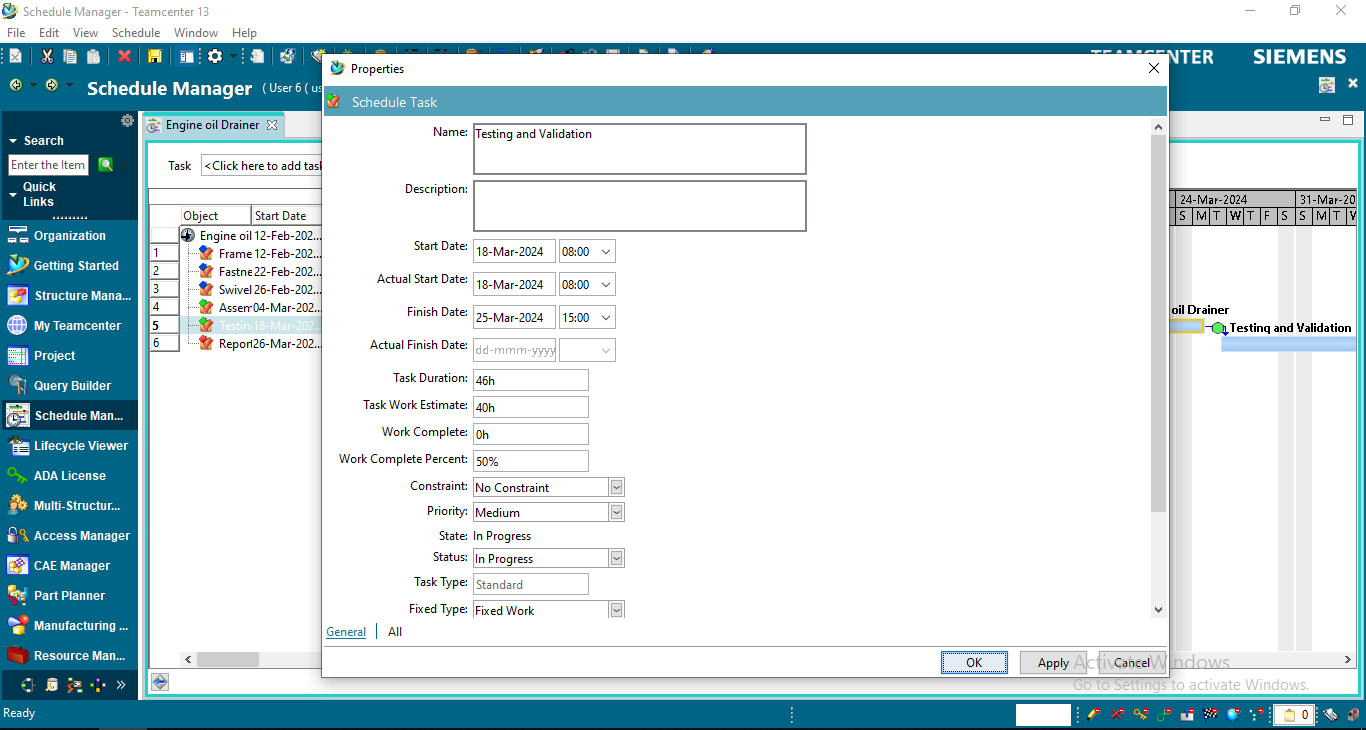 Schedule Manager - Teamcenter 13
File Edit View Schedule Window Help
TEAMCENTER SIEMENS
Schedule Manager ( User 6 ( us
Properties
Schedule Task
Search
Enter the Item
Quick
Links
Organization
Getting Started
Structure Mana...
My Teamcenter
Project
Query Builder
Schedule Man...
Lifecycle Viewer
ADA License
Multi-Structur...
Access Manager
CAE Manager
Part Planner
Manufacturing ...
Resource Man...
»
Engine oil Drainer
Task <Click here to add task
Object Start Date
Engine oil 12-Feb-202...
1 Frame 12-Feb-202...
2 Fastne 22-Feb-202...
3 Swivel 26-Feb-202...
4 Assem 04-Mar-202...
5 Testin 18-Mar-202...
6 Report 26-Mar-202...
Name: Testing and Validation
Description:
Start Date: 18-Mar-2024 08:00
Actual Start Date: 18-Mar-2024 08:00
Finish Date: 25-Mar-2024 15:00
Actual Finish Date: dd-mmm-yyyy
Task Duration: 46h
Task Work Estimate: 40h
Work Complete: 0h
Work Complete Percent: 50%
Constraint: No Constraint
Priority: Medium
State: In Progress
Status: In Progress
Task Type: Standard
Fixed Type: Fixed Work
General All
OK Apply Cancel
24-Mar-2024 31-Mar-20
S M T W T F S S M T W
oil Drainer
Testing and Validation
Activate Windows
Go to Settings to activate Windows.
Ready
0